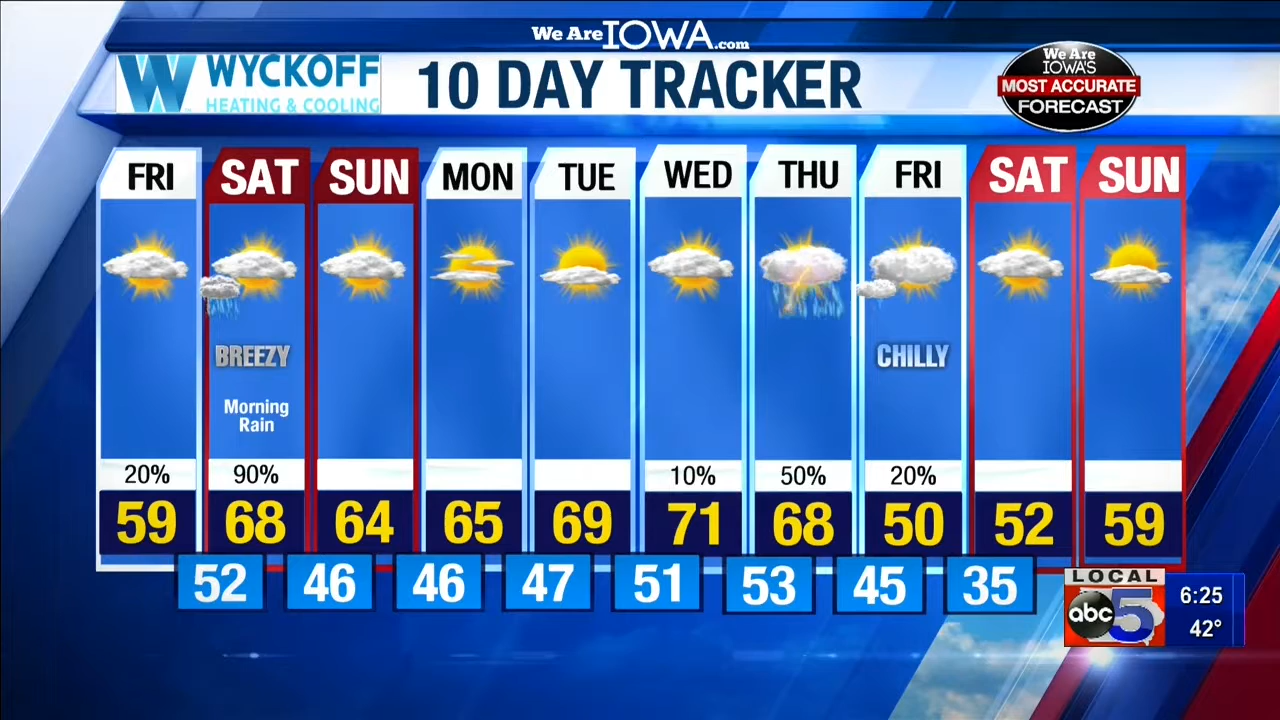 We Are IOWA.com
WYCKOFF
HEATING & COOLING
10 DAY TRACKER
We Are
IOWA'S
MOST ACCURATE
FORECAST
FRI SAT SUN MON TUE WED THU FRI SAT SUN
BREEZY CHILLY
Morning
Rain
20% 90% 10% 50% 20%
59 68 64 65 69 71 68 50 52 59
52 46 46 47 51 53 45 35
LOCAL
abc 5
6:25
42°